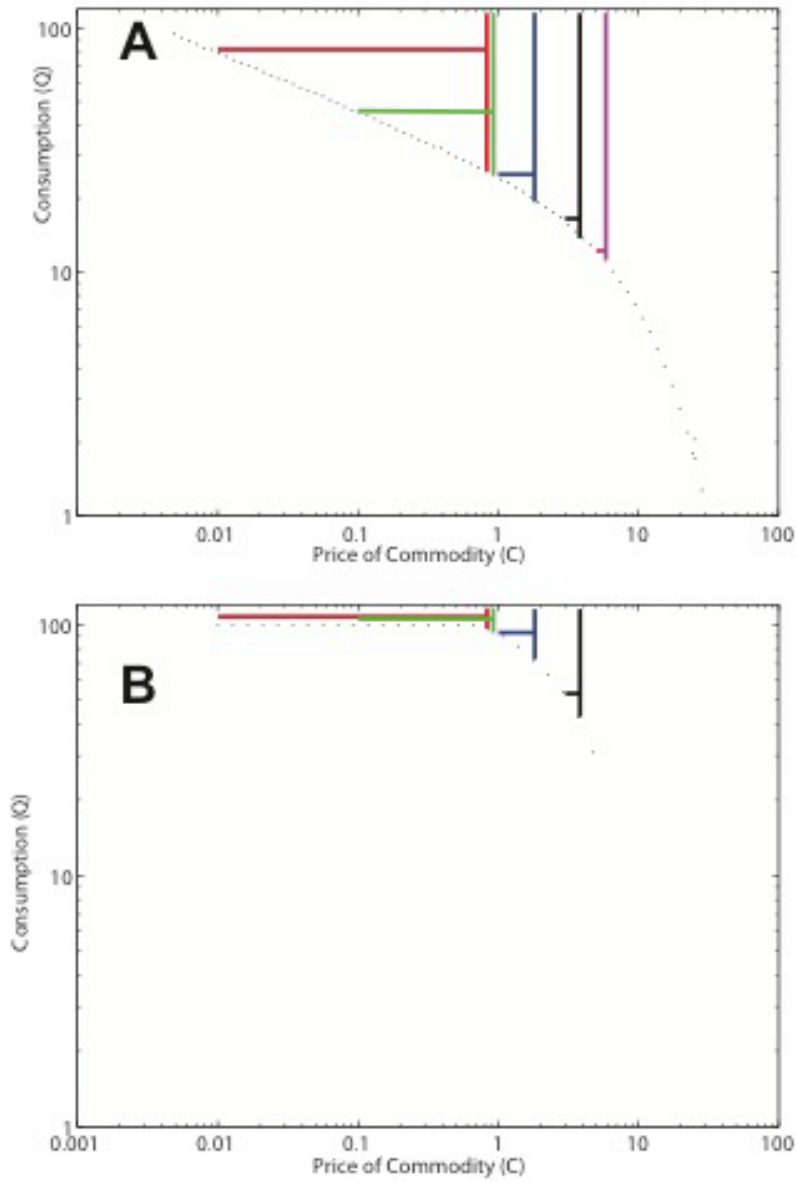 A
100
10
1
Consumption (Q)
0.01 0.1 1 10 100
Price of Commodity (C)
B
100
10
1
Consumption (Q)
0.001 0.01 0.1 1 10 100
Price of Commodity (C)